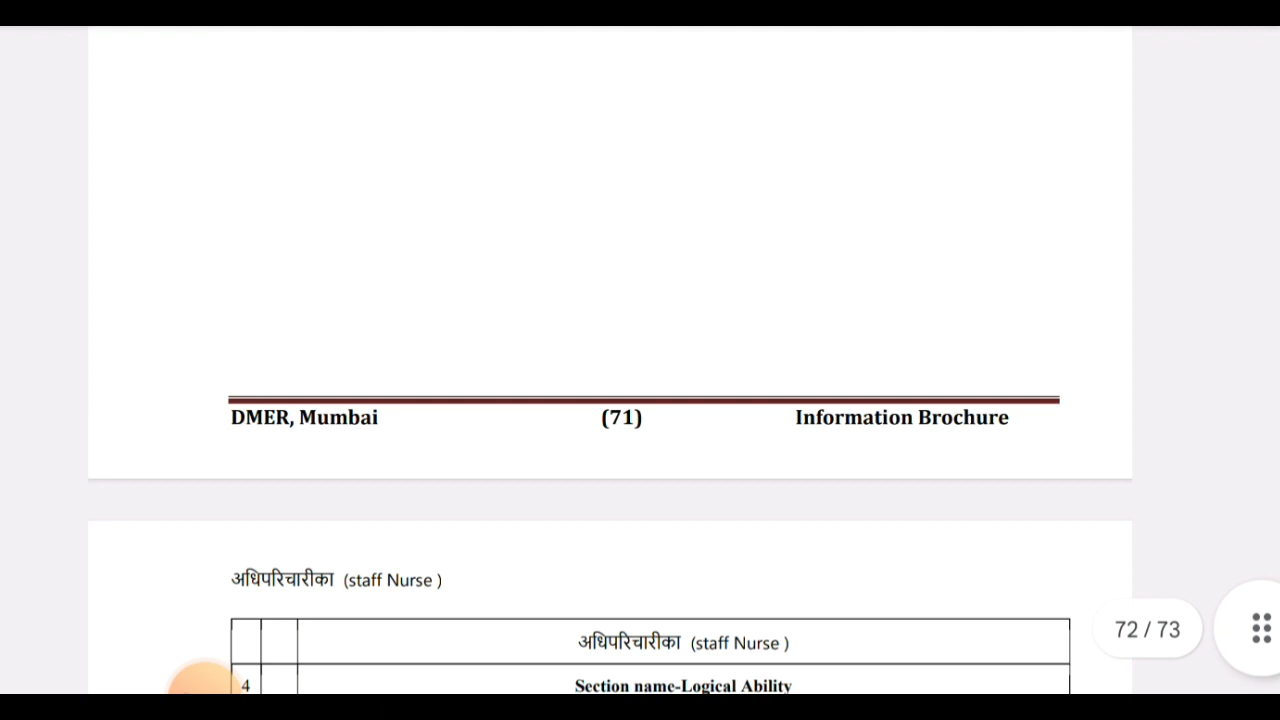 DMER, Mumbai (71) Information Brochure
अधिपरिचारीका (staff Nurse )
72 / 73
अधिपरिचारीका (staff Nurse )
4 Section name-Logical Ability